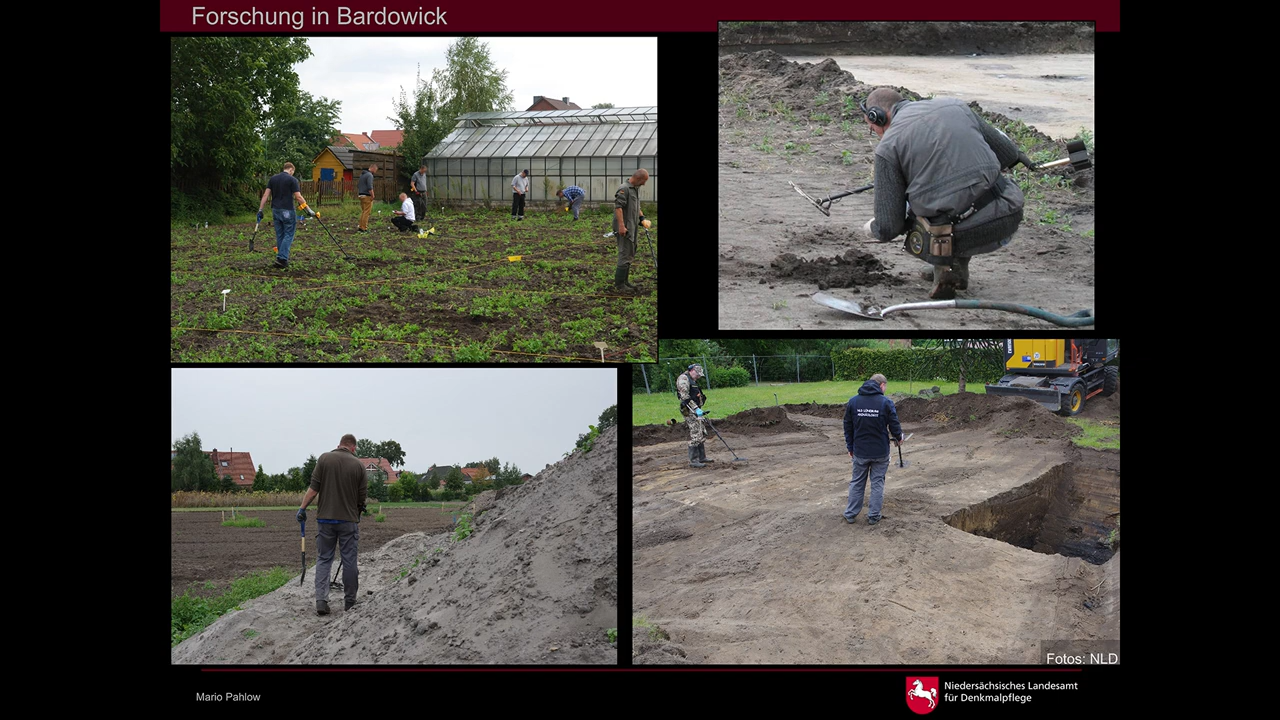 Forschung in Bardowick
Fotos: NLD
Mario Pahlow
Niedersächsisches Landesamt
für Denkmalpflege